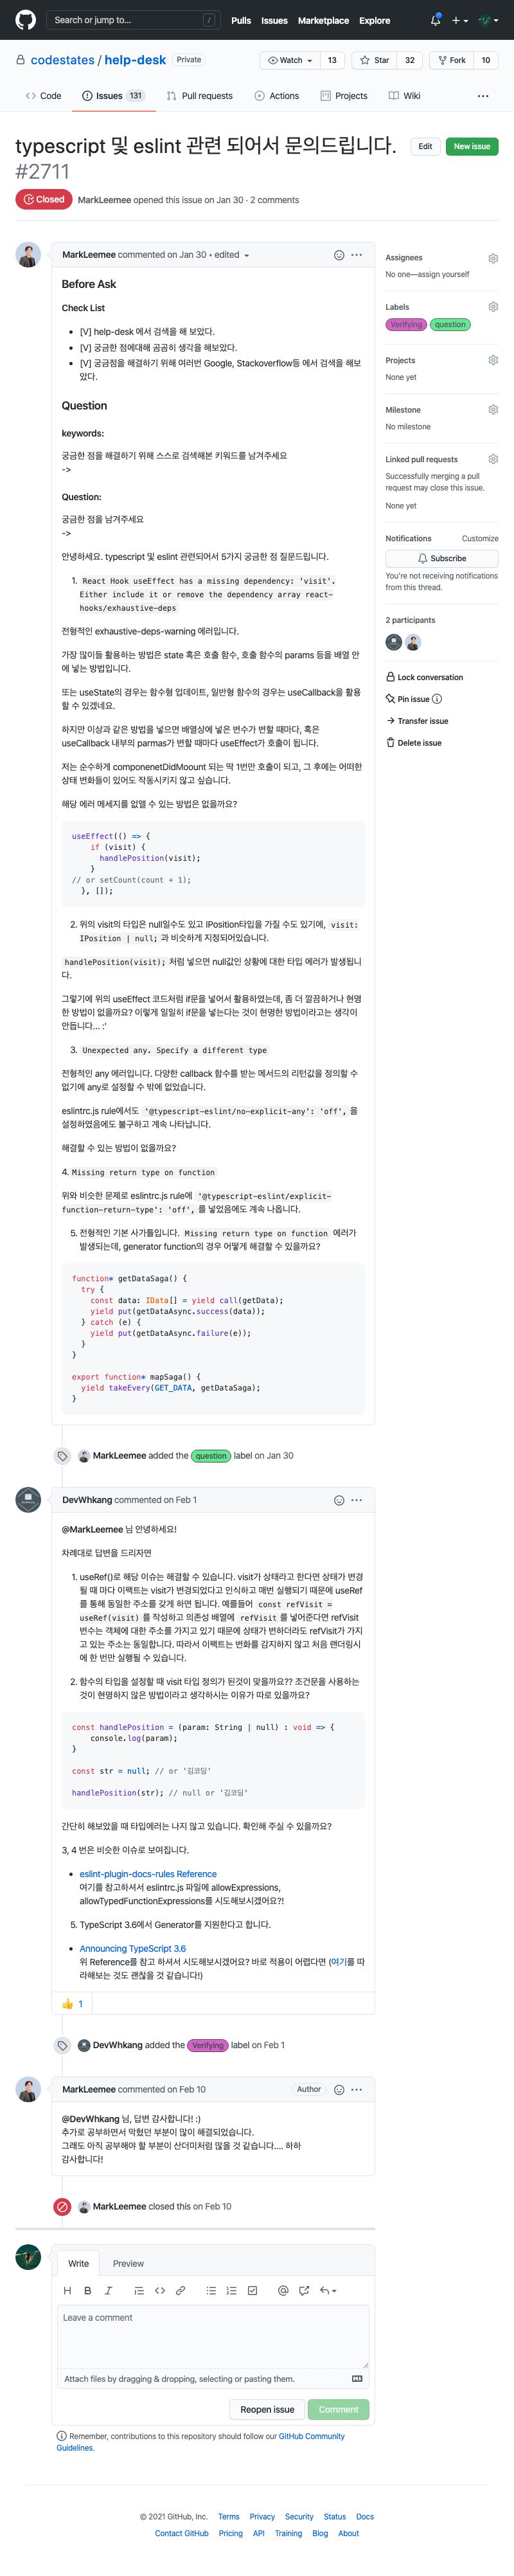 Search or jump to... /
Pulls Issues Marketplace Explore
codestates / help-desk Private
Watch 13 Star 32 Fork 10
Code Issues 131 Pull requests Actions Projects Wiki ...
typescript 및 eslint 관련 되어서 문의드립니다.
#2711
Edit New issue
Closed MarkLeemee opened this issue on Jan 30 · 2 comments
MarkLeemee commented on Jan 30 • edited
Before Ask
Check List
[V] help-desk 에서 검색을 해 보았다.
[V] 궁금한 점에대해 곰곰히 생각을 해보았다.
[V] 궁금점을 해결하기 위해 여러번 Google, Stackoverflow등 에서 검색을 해보
았다.
Question
keywords:
궁금한 점을 해결하기 위해 스스로 검색해본 키워드를 남겨주세요
->
Question:
궁금한 점을 남겨주세요
->
안녕하세요. typescript 및 eslint 관련되어서 5가지 궁금한 점 질문드립니다.
1. React Hook useEffect has a missing dependency: 'visit'.
Either include it or remove the dependency array react-
hooks/exhaustive-deps
전형적인 exhaustive-deps-warning 에러입니다.
가장 많이들 활용하는 방법은 state 혹은 호출 함수, 호출 함수의 params 등을 배열 안
에 넣는 방법입니다.
또는 useState의 경우는 함수형 업데이트, 일반형 함수의 경우는 useCallback을 활용
할 수 있겠네요.
하지만 이상과 같은 방법을 넣으면 배열상에 넣은 변수가 변할 때마다, 혹은
useCallback 내부의 parmas가 변할 때마다 useEffect가 호출이 됩니다.
저는 순수하게 componenetDidMoount 되는 딱 1번만 호출이 되고, 그 후에는 어떠한
상태 변화들이 있어도 작동시키지 않고 싶습니다.
해당 에러 메세지를 없앨 수 있는 방법은 없을까요?
useEffect(() => {
if (visit) {
handlePosition(visit);
}
// or setCount(count + 1);
}, []);
2. 위의 visit의 타입은 null일수도 있고 IPosition타입을 가질 수도 있기에, visit:
IPosition | null; 과 비슷하게 지정되어있습니다.
handlePosition(visit); 처럼 넣으면 null값인 상황에 대한 타입 에러가 발생됩니
다.
그렇기에 위의 useEffect 코드처럼 if문을 넣어서 활용하였는데, 좀 더 깔끔하거나 현명
한 방법이 없을까요? 이렇게 일일히 if문을 넣는다는 것이 현명한 방법이라고는 생각이
안듭니다... :'
3. Unexpected any. Specify a different type
전형적인 any 에러입니다. 다양한 callback 함수를 받는 메서드의 리턴값을 정의할 수
없기에 any로 설정할 수 밖에 없었습니다.
eslintrc.js rule에서도 '@typescript-eslint/no-explicit-any': 'off', 을
설정하였음에도 불구하고 계속 나타납니다.
해결할 수 있는 방법이 없을까요?
4. Missing return type on function
위와 비슷한 문제로 eslintrc.js rule에 '@typescript-eslint/explicit-
function-return-type': 'off', 를 넣었음에도 계속 나옵니다.
5. 전형적인 기본 사가틀입니다. Missing return type on function 에러가
발생되는데, generator function의 경우 어떻게 해결할 수 있을까요?
function* getDataSaga() {
try {
const data: IData[] = yield call(getData);
yield put(getDataAsync.success(data));
} catch (e) {
yield put(getDataAsync.failure(e));
}
}
export function* mapSaga() {
yield takeEvery(GET_DATA, getDataSaga);
}
MarkLeemee added the question label on Jan 30
DevWhkang commented on Feb 1
@MarkLeemee 님 안녕하세요!
차례대로 답변을 드리자면
1. useRef()로 해당 이슈는 해결할 수 있습니다. visit가 상태라고 한다면 상태가 변경
될 때 마다 이펙트는 visit가 변경되었다고 인식하고 매번 실행되기 때문에 useRef
를 통해 동일한 주소를 갖게 하면 됩니다. 예를들어 const refVisit =
useRef(visit) 를 작성하고 의존성 배열에 refVisit 를 넣어준다면 refVisit
변수는 객체에 대한 주소를 가지고 있기 때문에 상태가 변하더라도 refVisit가 가지
고 있는 주소는 동일합니다. 따라서 이펙트는 변화를 감지하지 않고 처음 랜더링시
에 한 번만 실행될 수 있습니다.
2. 함수의 타입을 설정할 때 visit 타입 정의가 된것이 맞을까요?? 조건문을 사용하는
것이 현명하지 않은 방법이라고 생각하시는 이유가 따로 있을까요?
const handlePosition = (param: String | null) : void => {
console.log(param);
}
const str = null; // or '김코딩'
handlePosition(str); // null or '김코딩'
간단히 해보았을 때 타입에러는 나지 않고 있습니다. 확인해 주실 수 있을까요?
3, 4 번은 비슷한 이슈로 보여집니다.
eslint-plugin-docs-rules Reference
여기를 참고하셔서 eslintrc.js 파일에 allowExpressions,
allowTypedFunctionExpressions를 시도해보시겠어요?!
5. TypeScript 3.6에서 Generator를 지원한다고 합니다.
Announcing TypeScript 3.6
위 Reference를 참고 하셔서 시도해보시겠어요? 바로 적용이 어렵다면 (여기를 따
라해보는 것도 괜찮을 것 같습니다!)
👍 1
DevWhkang added the Verifying label on Feb 1
MarkLeemee commented on Feb 10 Author
@DevWhkang 님, 답변 감사합니다! :)
추가로 공부하면서 막혔던 부분이 많이 해결되었습니다.
그래도 아직 공부해야 할 부분이 산더미처럼 많을 것 같습니다.... 하하
감사합니다!
MarkLeemee closed this on Feb 10
Write Preview
Leave a comment
Attach files by dragging & dropping, selecting or pasting them.
Reopen issue Comment
Remember, contributions to this repository should follow our GitHub Community
Guidelines.
Assignees
No one—assign yourself
Labels
Verifying question
Projects
None yet
Milestone
No milestone
Linked pull requests
Successfully merging a pull
request may close this issue.
None yet
Notifications Customize
Subscribe
You're not receiving notifications
from this thread.
2 participants
Lock conversation
Pin issue
Transfer issue
Delete issue
© 2021 GitHub, Inc. Terms Privacy Security Status Docs
Contact GitHub Pricing API Training Blog About